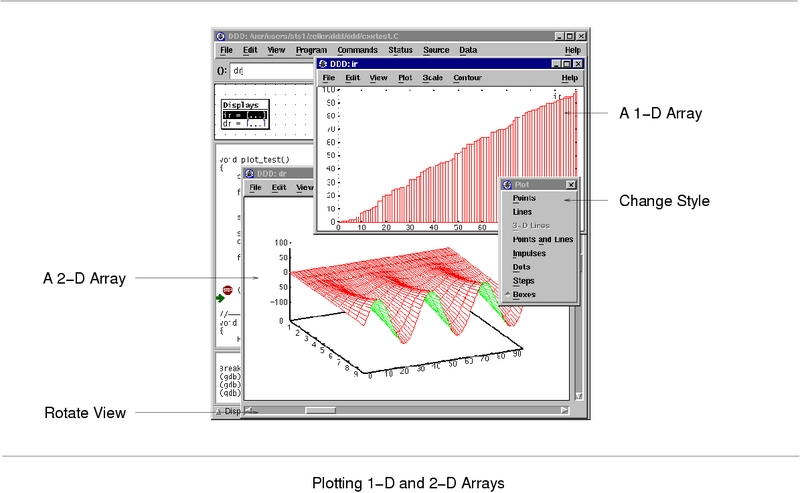 DDD: /usr/users/sts1/zeller/ddd/ddd/cxxtest.C
File Edit View Program Commands Status Source Data Help
(): dr
DDD: ir
File Edit View Plot Scale Contour Help
Displays
ir = {...}
dr = {...}
100
90
80
70
60
50
40
30
20
10
0
ir
0 10 20 30 40 50 60
A 1-D Array
Plot
Points
Lines
3-D Lines
Points and Lines
Impulses
Dots
Steps
Boxes
Change Style
void plot_test()
{
DDD: dr
File Edit View
A 2-D Array
100
50
0
50
-100
0
1 2 3 4 5 6 7 8 9
0 10 20 30 40 50 60 70 80 90
STOP
//
void
{
Break
(gdb)
(gdb)
(gdb)
Disp
Rotate View
Plotting 1-D and 2-D Arrays